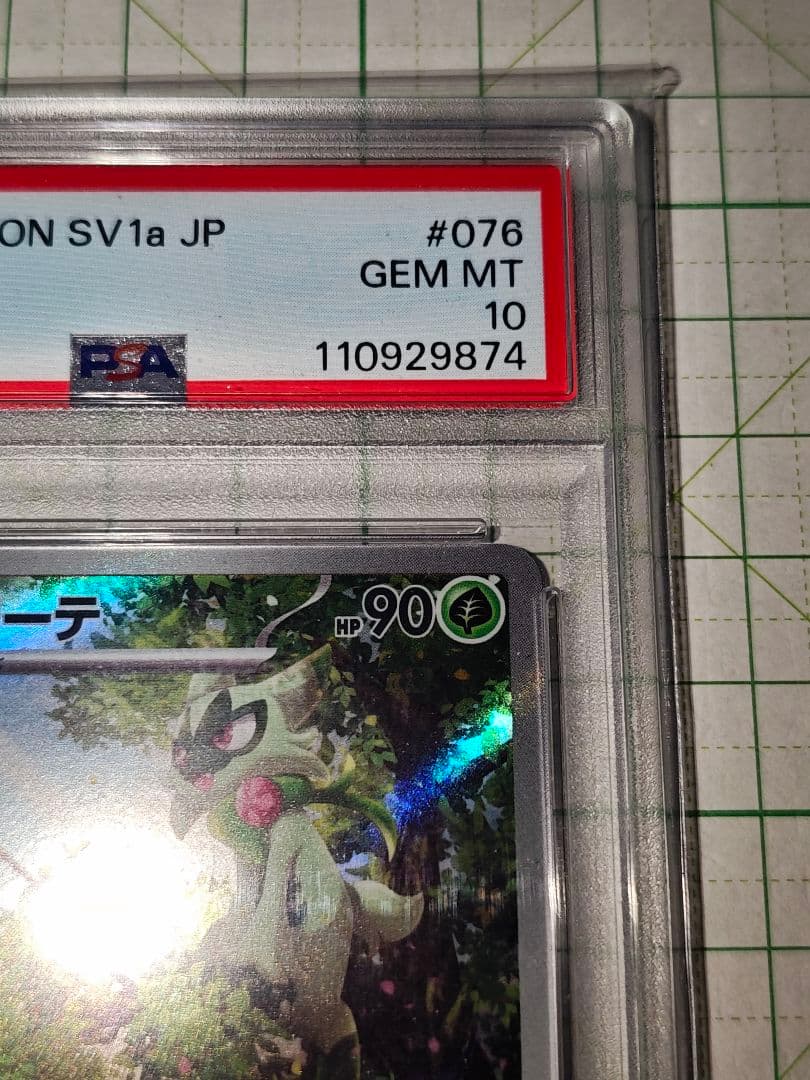 ON SV1a JP #076
GEM MT
10
PSA 110929874
ーテ HP 90